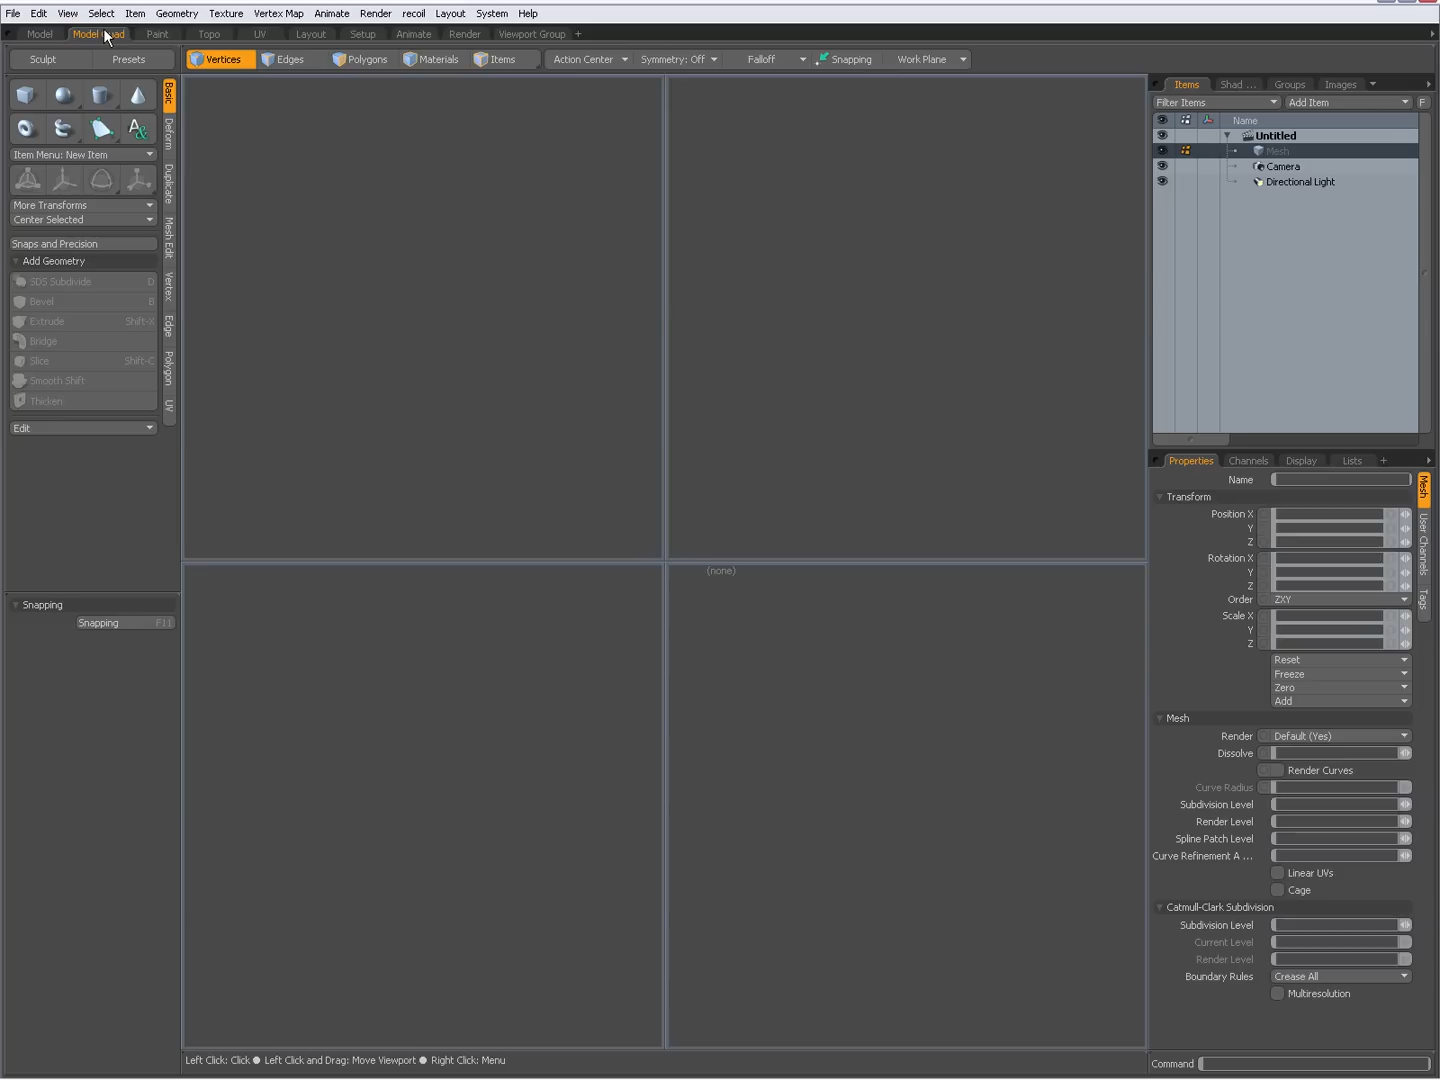 File Edit View Select Item Geometry Texture Vertex Map Animate Render recoil Layout System Help
Model Model Quad Paint Topo UV Layout Setup Animate Render Viewport Group +
Sculpt Presets Vertices Edges Polygons Materials Items Action Center Symmetry: Off Falloff Snapping Work Plane
Basic
Deform
Duplicate
Mesh Edit
Vertex
Edge
Polygon
UV
Item Menu: New Item
More Transforms
Center Selected
Snaps and Precision
Add Geometry
SDS Subdivide D
Bevel B
Extrude Shift-X
Bridge
Slice Shift-C
Smooth Shift
Thicken
Edit
Snapping
Snapping F11
(none)
Left Click: Click ● Left Click and Drag: Move Viewport ● Right Click: Menu
Items Shad ... Groups Images
Filter Items Add Item F
Name
Untitled
Mesh
Camera
Directional Light
Properties Channels Display Lists +
Mesh
User Channels
Tags
Name
Transform
Position X
Y
Z
Rotation X
Y
Z
Order ZXY
Scale X
Y
Z
Reset
Freeze
Zero
Add
Mesh
Render Default (Yes)
Dissolve
Render Curves
Curve Radius
Subdivision Level
Render Level
Spline Patch Level
Curve Refinement A ...
Linear UVs
Cage
Catmull-Clark Subdivision
Subdivision Level
Current Level
Render Level
Boundary Rules Crease All
Multiresolution
Command